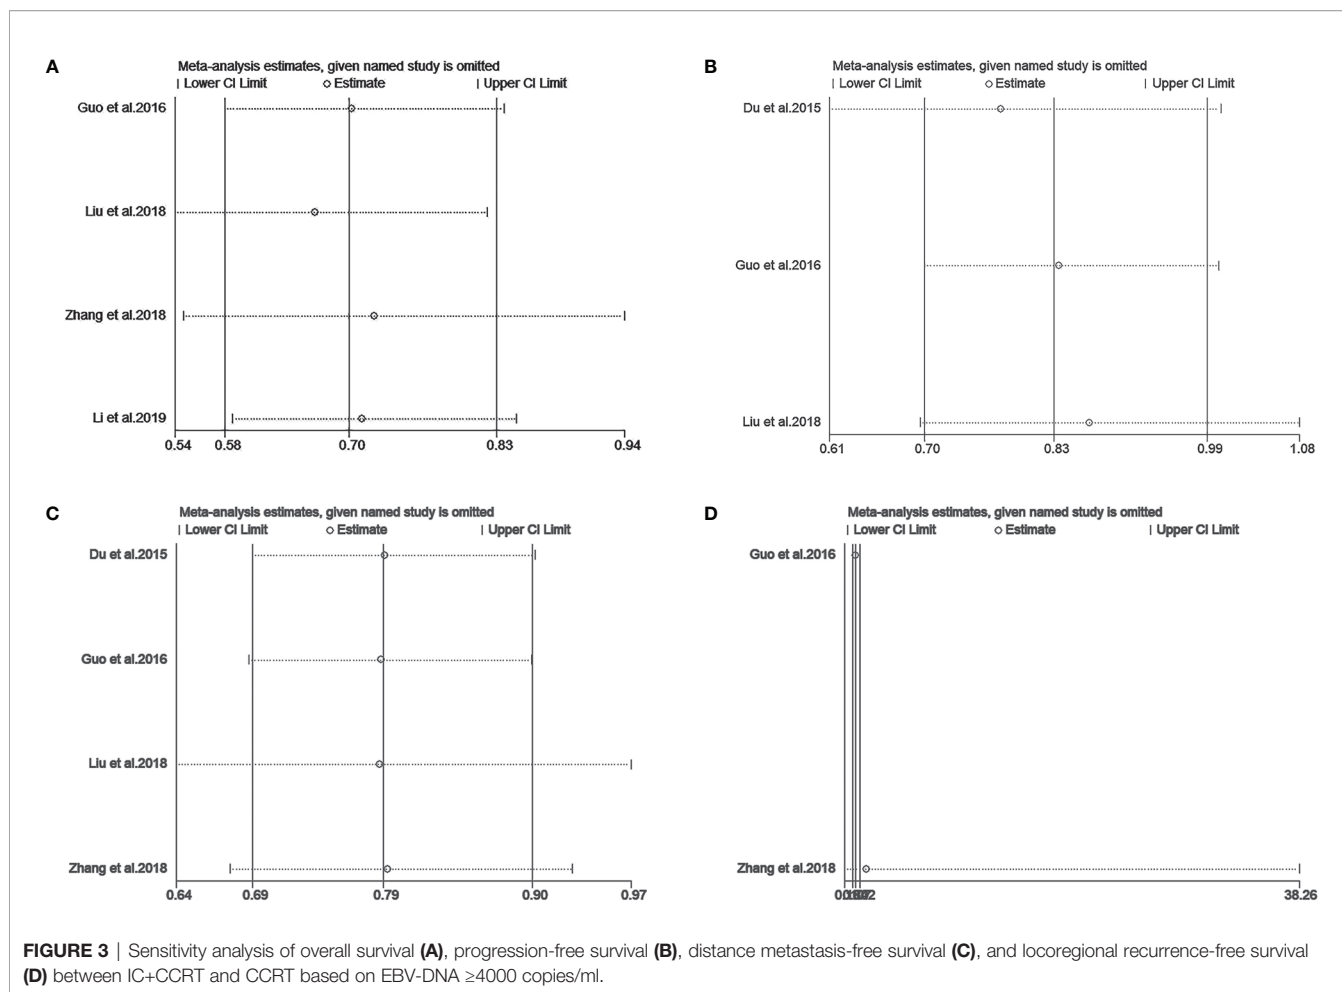 A
Meta-analysis estimates, given named study is omitted
| Lower CI Limit ○ Estimate | Upper CI Limit
Guo et al.2016
Liu et al.2018
Zhang et al.2018
Li et al.2019
0.54 0.58 0.70 0.83 0.94
B
Meta-analysis estimates, given named study is omitted
| Lower CI Limit ○ Estimate | Upper CI Limit
Du et al.2015
Guo et al.2016
Liu et al.2018
0.61 0.70 0.83 0.99 1.08
C
Meta-analysis estimates, given named study is omitted
| Lower CI Limit ○ Estimate | Upper CI Limit
Du et al.2015
Guo et al.2016
Liu et al.2018
Zhang et al.2018
0.64 0.69 0.79 0.90 0.97
D
Meta-analysis estimates, given named study is omitted
| Lower CI Limit ○ Estimate | Upper CI Limit
Guo et al.2016
Zhang et al.2018
38.26
FIGURE 3 | Sensitivity analysis of overall survival (A), progression-free survival (B), distance metastasis-free survival (C), and locoregional recurrence-free survival
(D) between IC+CCRT and CCRT based on EBV-DNA ≥4000 copies/ml.